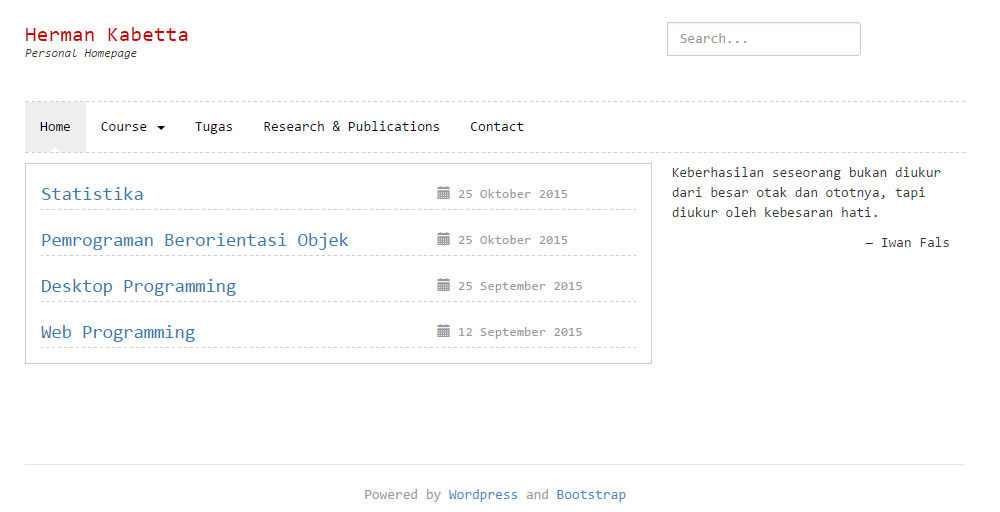 Herman Kabetta
Personal Homepage
Search...
Home Course Tugas Research & Publications Contact
Statistika 25 Oktober 2015
Pemrograman Berorientasi Objek 25 Oktober 2015
Desktop Programming 25 September 2015
Web Programming 12 September 2015
Keberhasilan seseorang bukan diukur
dari besar otak dan ototnya, tapi
diukur oleh kebesaran hati.
— Iwan Fals
Powered by Wordpress and Bootstrap